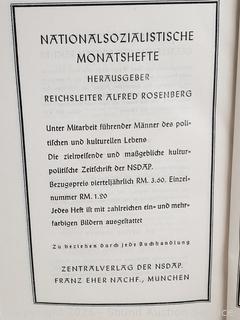 NATIONALSOZIALISTISCHE
MONATSHEFTE
HERAUSGEBER
REICHSLEITER ALFRED ROSENBERG
Unter Mitarbeit führender Männer des poli-
tischen und kulturellen Lebens
Die zielweisende und maßgebliche kultur-
politische Zeitschrift der NSDAP.
Bezugspreis vierteljährlich RM. 3.60. Einzel-
nummer RM. 1.20
Jedes Heft ist mit zahlreichen ein- und mehr-
farbigen Bildern ausgestattet
Zu beziehen durch jede Buchhandlung
ZENTRALVERLAG DER NSDAP.
FRANZ EHER NACHF., MÜNCHEN